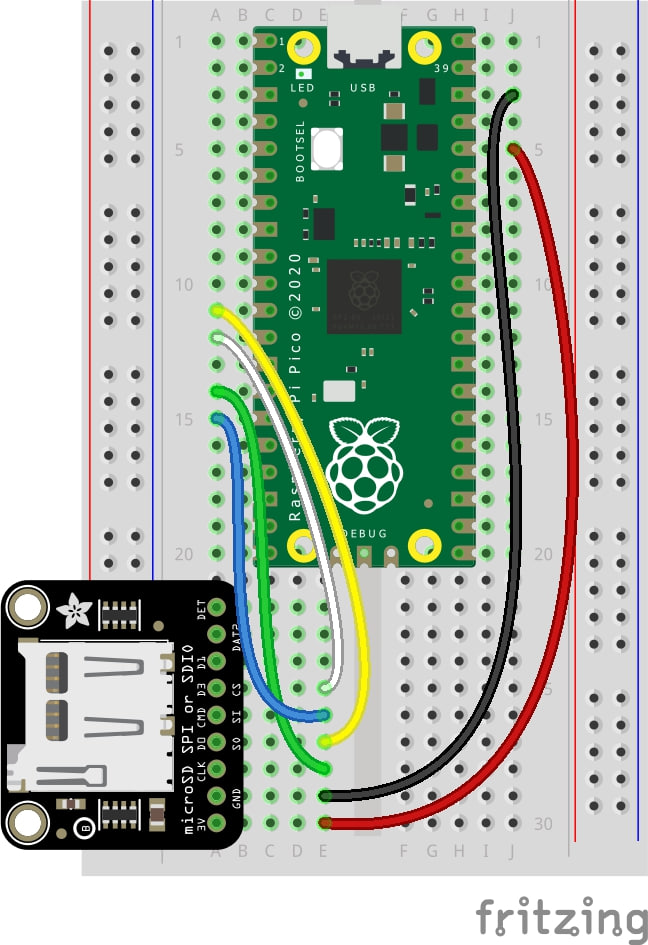 A B C D E F G H I J
1 1
1
2 39
LED USB
BOOTSEL
5 5
10 10
Raspberry Pi Pico ©2020
15 15
DEBUG
20 20
microSD SPI or SDIO
DET
DAT2
D1
D3 CS
CMD SI
D0 SO
CLK
GND
3V
B
30
A B C D E F G H I J
fritzing